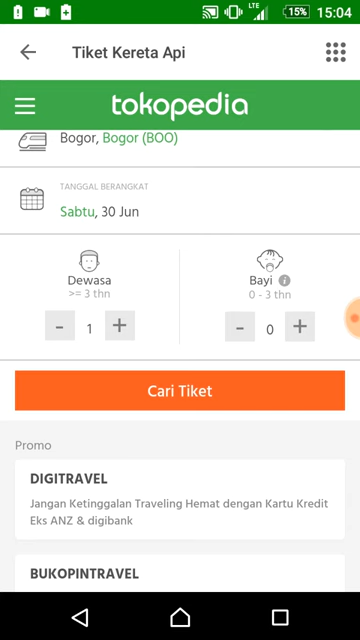 LTE
15%
15:04
Tiket Kereta Api
tokopedia
Bogor, Bogor (BOO)
TANGGAL BERANGKAT
Sabtu, 30 Jun
Dewasa
>= 3 thn
- 1 +
Bayi i
0 - 3 thn
- 0 +
Cari Tiket
Promo
DIGITRAVEL
Jangan Ketinggalan Traveling Hemat dengan Kartu Kredit
Eks ANZ & digibank
BUKOPINTRAVEL